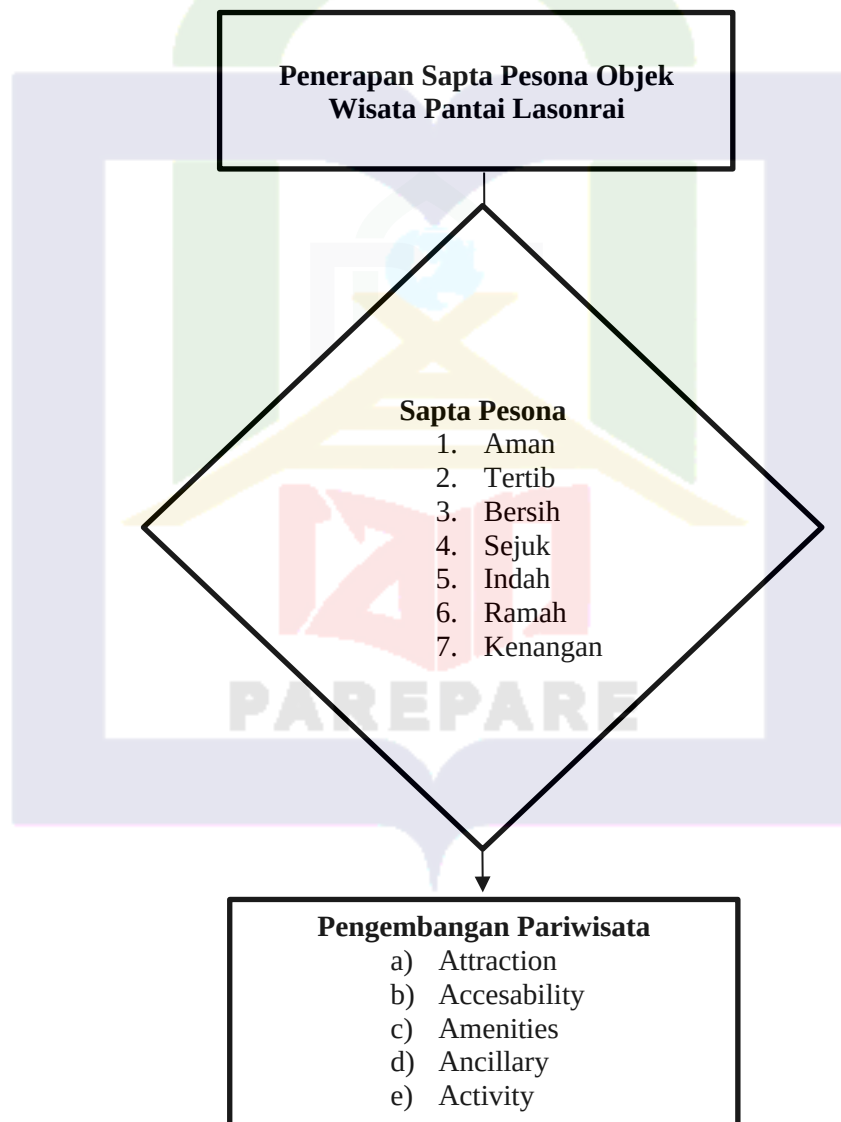 Penerapan Sapta Pesona Objek
Wisata Pantai Lasonrai
Sapta Pesona
1. Aman
2. Tertib
3. Bersih
4. Sejuk
5. Indah
6. Ramah
7. Kenangan
PAREPARE
Pengembangan Pariwisata
a) Attraction
b) Accesability
c) Amenities
d) Ancillary
e) Activity